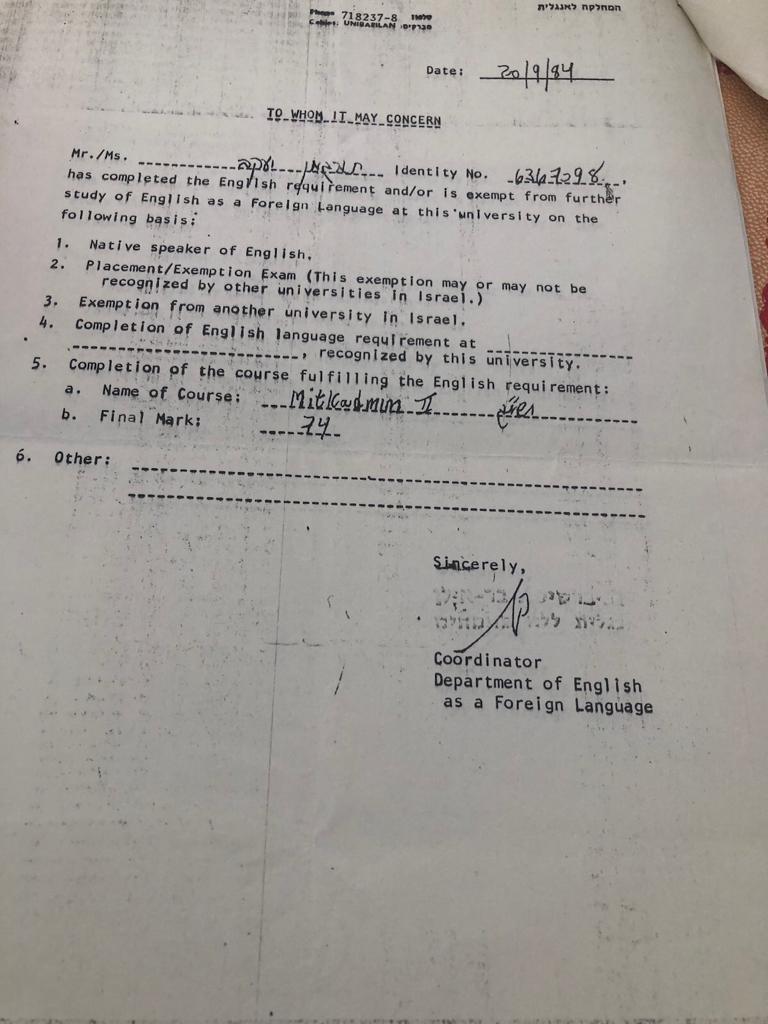 המחלקה לאנגלית
Phone 718237-8 טלפון
Cables: UNIBARILAN מברקים:
Date: 20/9/84
TO WHOM IT MAY CONCERN
Mr./Ms. יעקב Identity No. 6367298,
has completed the English requirement and/or is exempt from further
study of English as a Foreign Language at this university on the
following basis:
1. Native speaker of English.
2. Placement/Exemption Exam (This exemption may or may not be
recognized by other universities in Israel.)
3. Exemption from another university in Israel.
4. Completion of English language requirement at
, recognized by this university.
5. Completion of the course fulfilling the English requirement:
a. Name of Course: Mitkadmim II
b. Final Mark: 74
6. Other:
Sincerely,
Coordinator
Department of English
as a Foreign Language